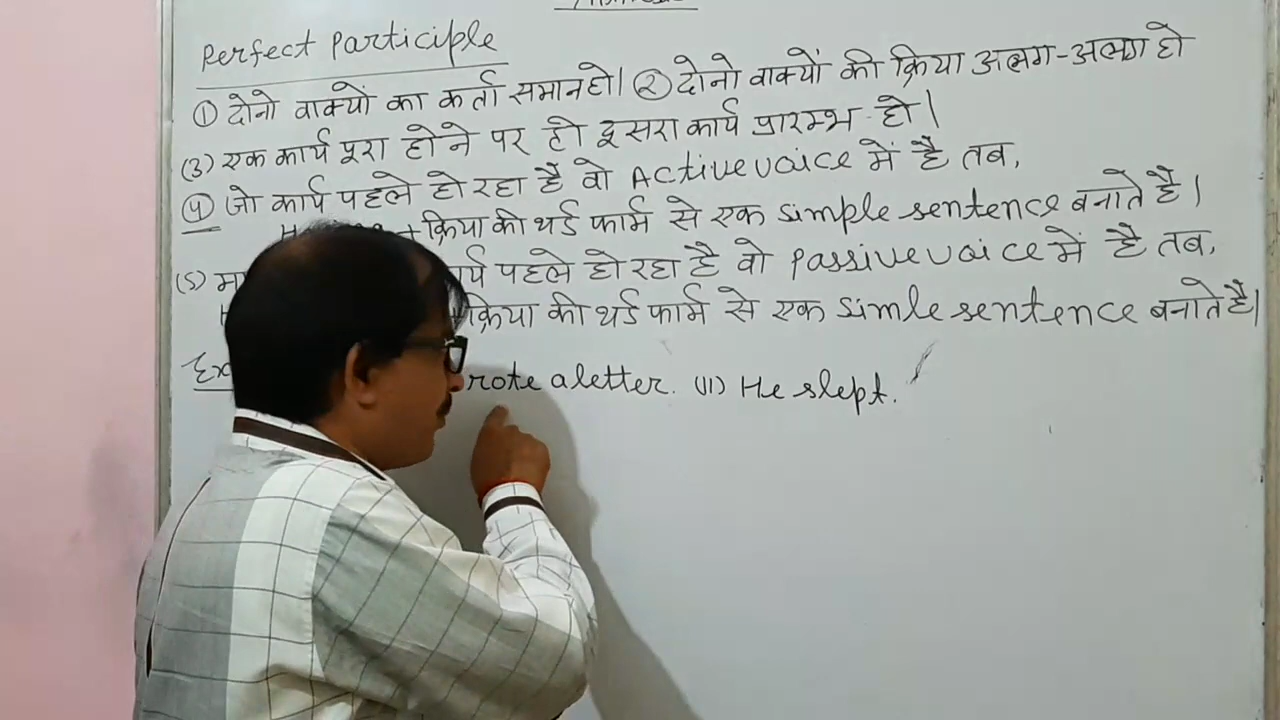 Perfect Participle
① दोनो वाक्यों का कर्ता समान हो। ② दोनो वाक्यों की क्रिया अलग-अलग हो
(3) एक कार्य पूरा होने पर ही दूसरा कार्य प्रारम्भ हो।
④ जो कार्य पहले हो रहा है वो Active voice में है तब,
+ क्रिया की थर्ड फार्म से एक simple sentence बनाते है।
(5) पहले हो रहा है वो passive voice में है तब,
क्रिया की थर्ड फार्म से एक simle sentence बनाते है।
rote a letter. (II) He slept.